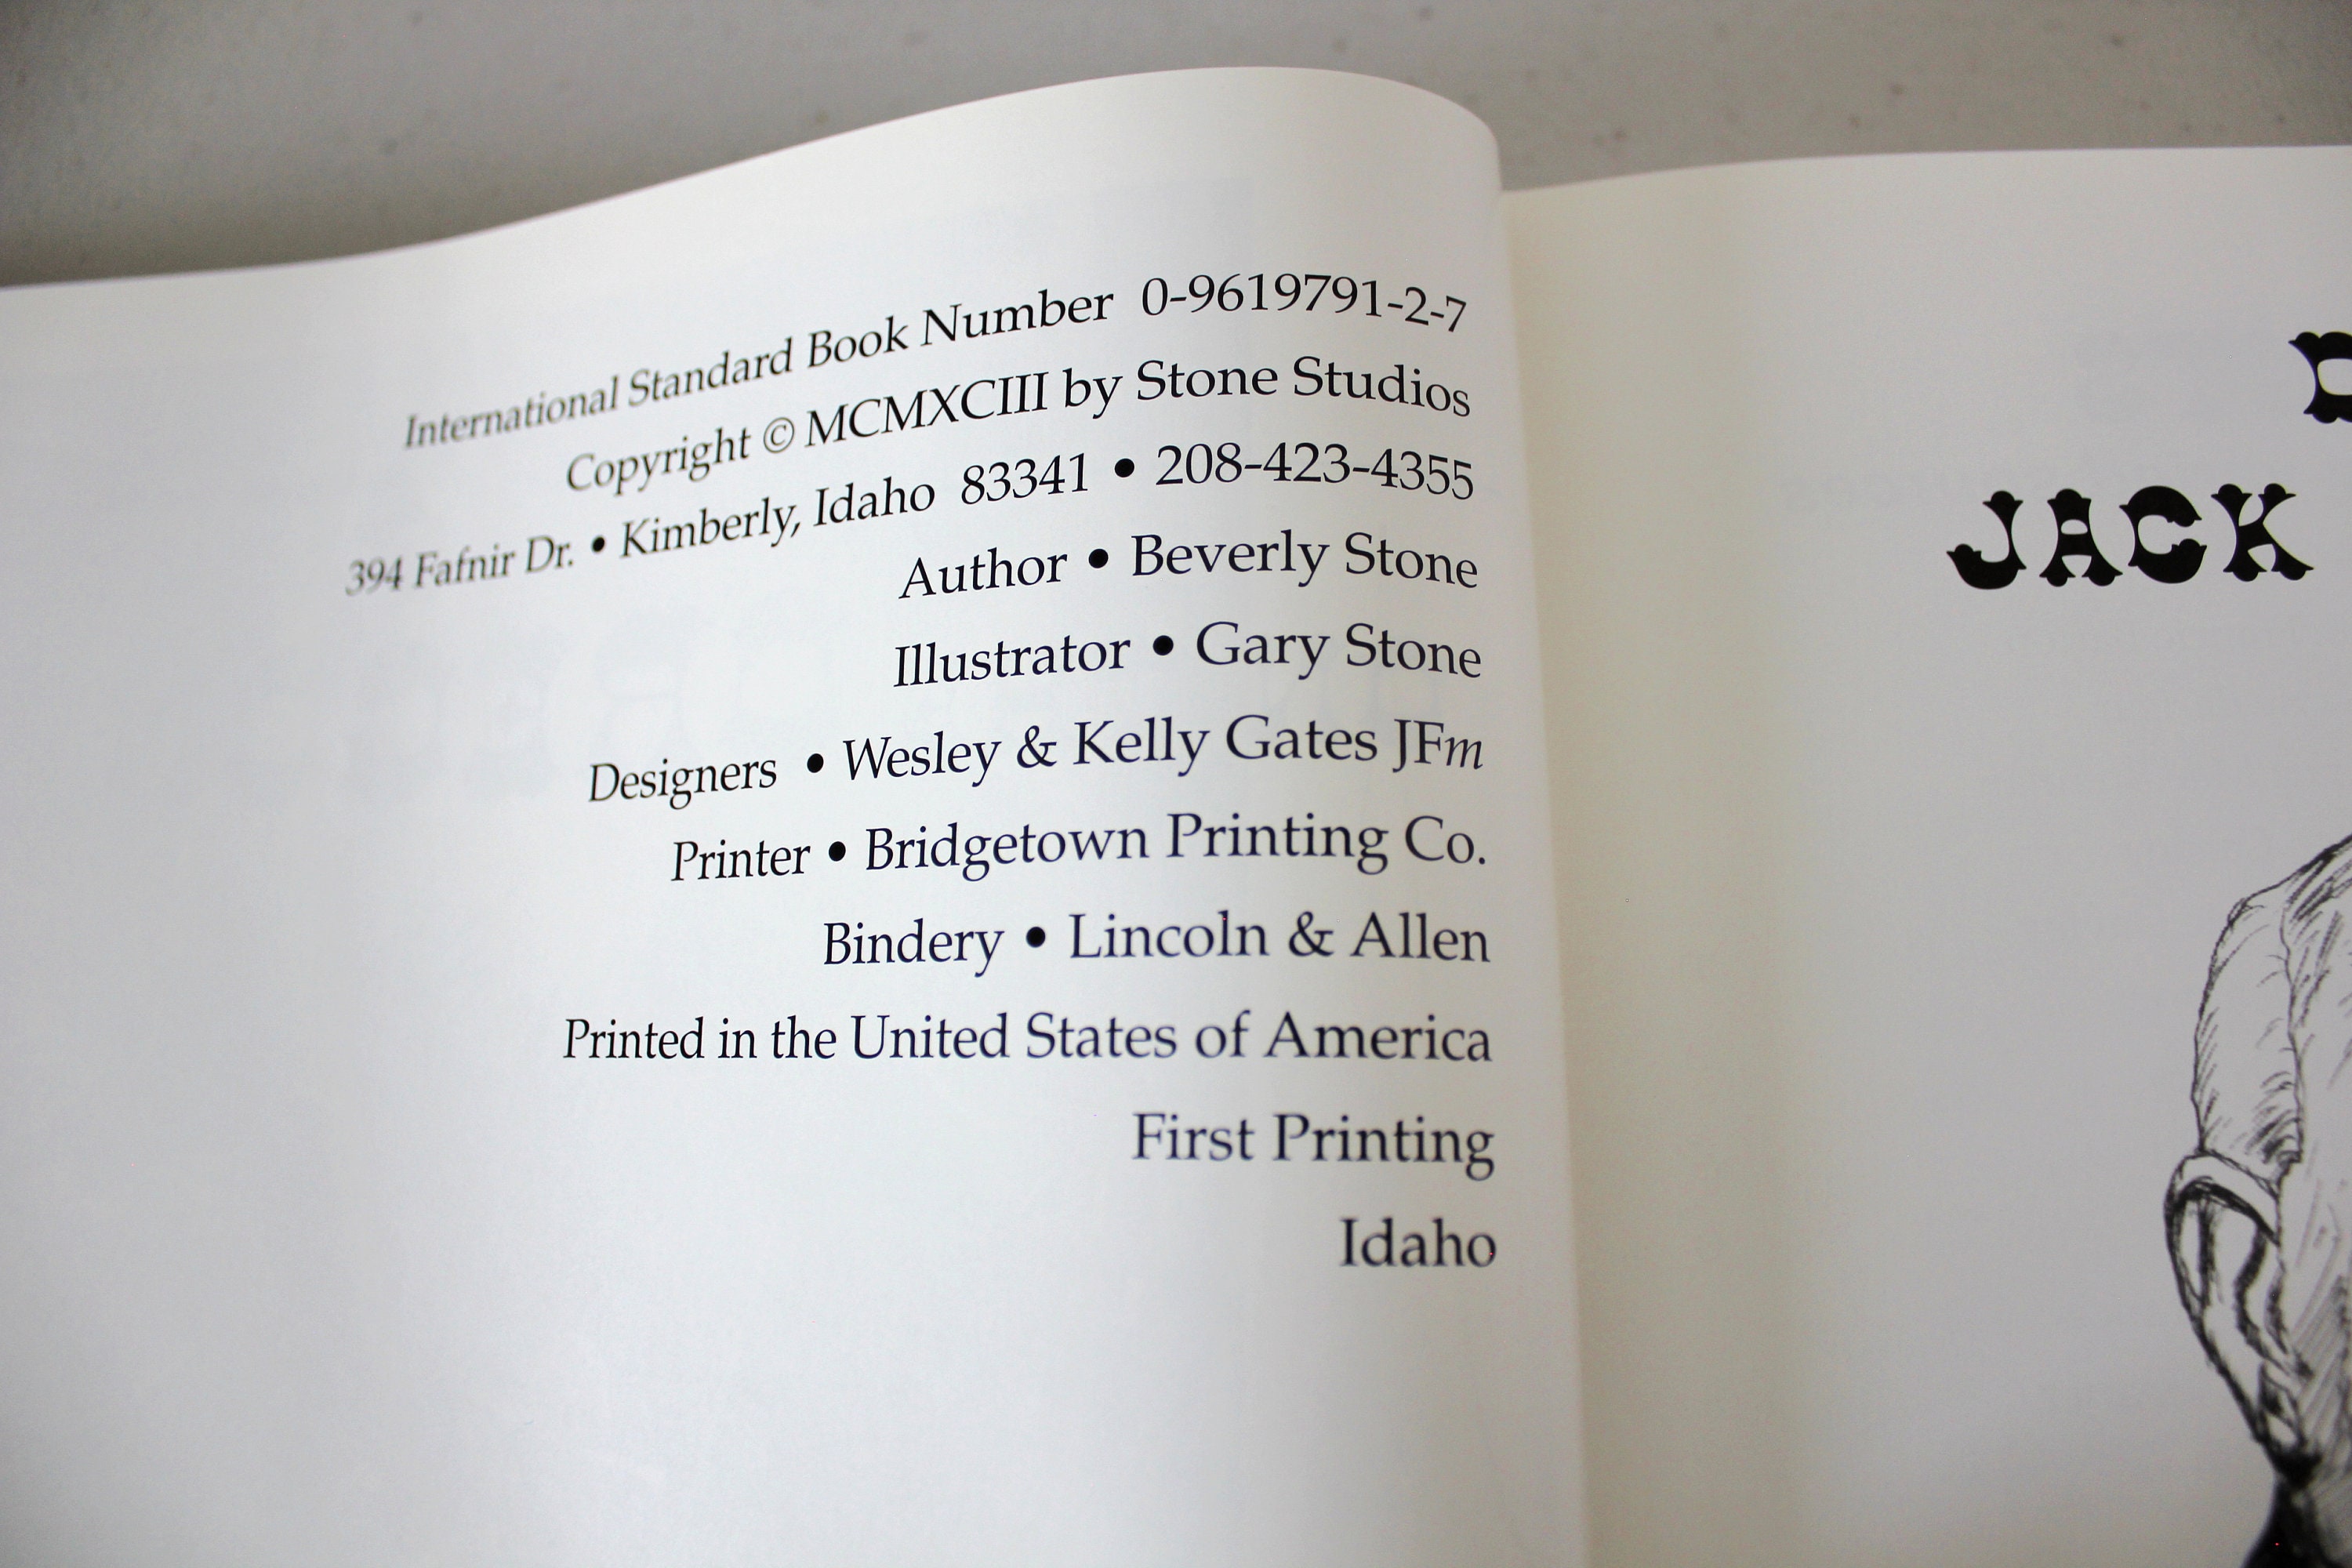 International Standard Book Number 0-9619791-2-7
Copyright © MCMXCIII by Stone Studios
394 Fafnir Dr. • Kimberly, Idaho 83341 • 208-423-4355
Author • Beverly Stone
Illustrator • Gary Stone
Designers • Wesley & Kelly Gates JFm
Printer • Bridgetown Printing Co.
Bindery • Lincoln & Allen
Printed in the United States of America
First Printing
Idaho
JACK